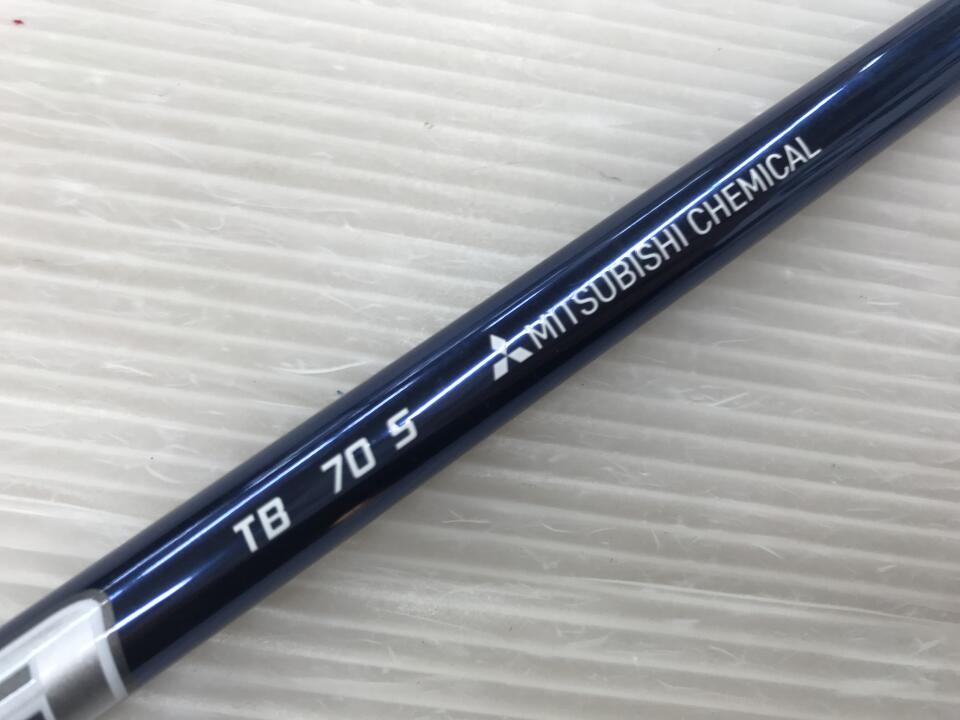 TB 70 S MITSUBISHI CHEMICAL